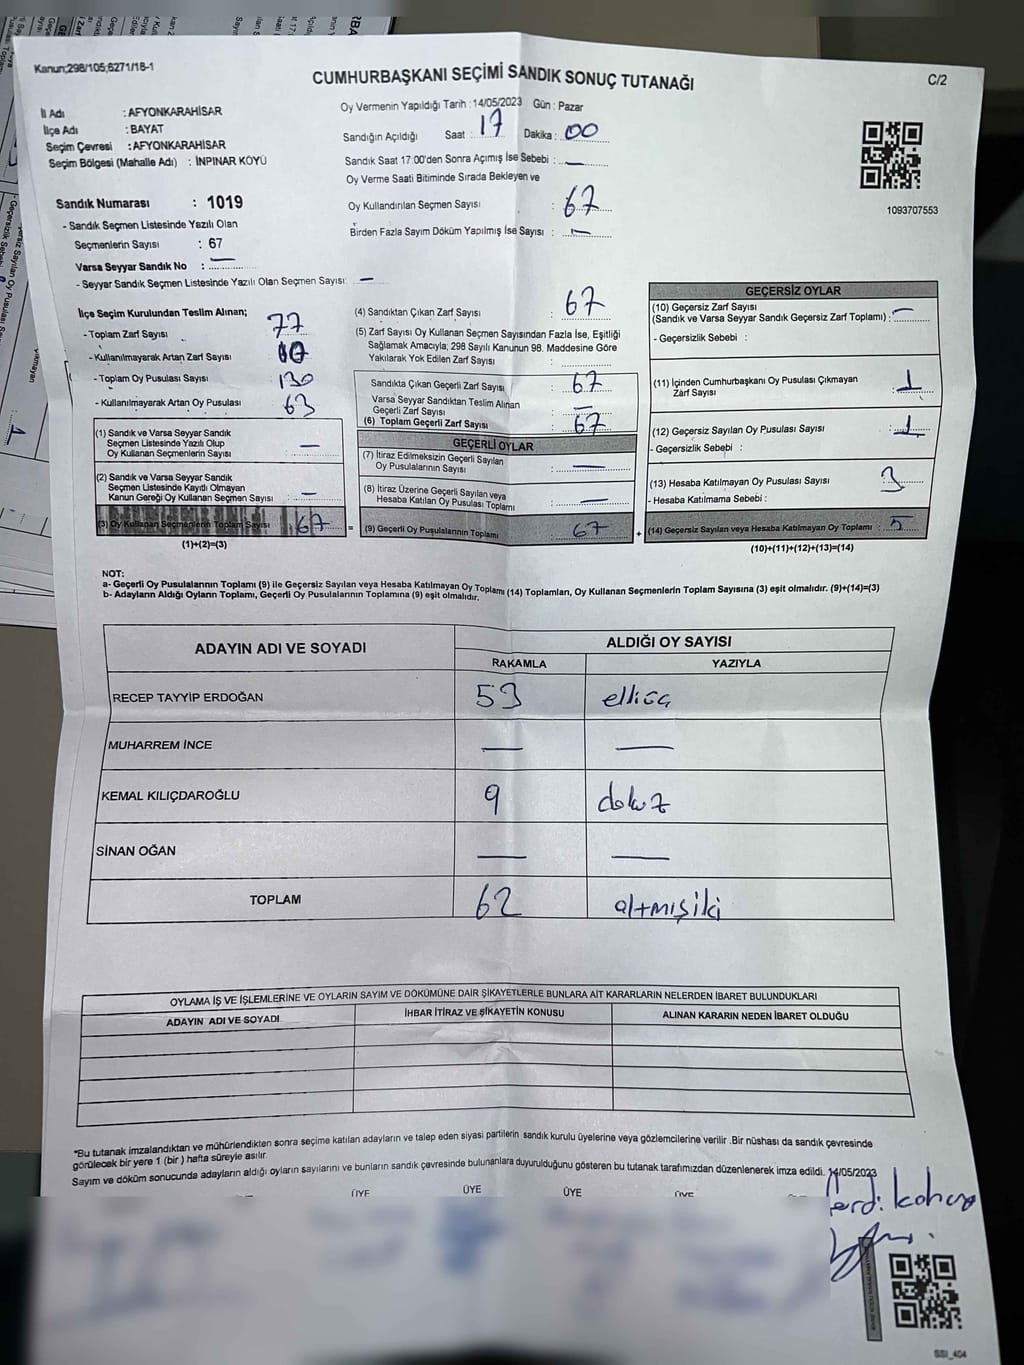 Kanun;298/105;6271/18-1
CUMHURBAŞKANI SEÇİMİ SANDIK SONUÇ TUTANAĞI
C/2
İl Adı : AFYONKARAHİSAR
İlçe Adı : BAYAT
Seçim Çevresi : AFYONKARAHİSAR
Seçim Bölgesi (Mahalle Adı) : İNPINAR KÖYÜ
Oy Vermenin Yapıldığı Tarih : 14/05/2023 Gün : Pazar
Sandığın Açıldığı Saat : 17 Dakika : 00
Sandık Saat 17:00'den Sonra Açımış İse Sebebi : —
Oy Verme Saati Bitiminde Sırada Bekleyen ve
Oy Kullandırılan Seçmen Sayısı : 67
Birden Fazla Sayım Döküm Yapılmış İse Sayısı : —
1093707553
Sandık Numarası : 1019
- Sandık Seçmen Listesinde Yazılı Olan
Seçmenlerin Sayısı : 67
Varsa Seyyar Sandık No : —
- Seyyar Sandık Seçmen Listesinde Yazılı Olan Seçmen Sayısı: —
İlçe Seçim Kurulundan Teslim Alınan;
- Toplam Zarf Sayısı : 77
- Kullanılmayarak Artan Zarf Sayısı : 10
- Toplam Oy Pusulası Sayısı : 130
- Kullanılmayarak Artan Oy Pusulası : 63
(1) Sandık ve Varsa Seyyar Sandık
Seçmen Listesinde Yazılı Olup
Oy Kullanan Seçmenlerin Sayısı : —
(2) Sandık ve Varsa Seyyar Sandık
Seçmen Listesinde Kaydı Olmayan
Kanun Gereği Oy Kullanan Seçmen Sayısı : —
(3) Oy Kullanan Seçmenlerin Toplam Sayısı : 67
(1)+(2)=(3)
(4) Sandıktan Çıkan Zarf Sayısı : 67
(5) Zarf Sayısı Oy Kullanan Seçmen Sayısından Fazla İse, Eşitliği
Sağlamak Amacıyla; 298 Sayılı Kanunun 98. Maddesine Göre
Yakılarak Yok Edilen Zarf Sayısı :
Sandıkta Çıkan Geçerli Zarf Sayısı : 67
Varsa Seyyar Sandıktan Teslim Alınan
Geçerli Zarf Sayısı : —
(6) Toplam Geçerli Zarf Sayısı : 67
GEÇERLİ OYLAR
(7) İtiraz Edilmeksizin Geçerli Sayılan
Oy Pusulalarının Sayısı : —
(8) İtiraz Üzerine Geçerli Sayılan veya
Hesaba Katılan Oy Pusulası Toplamı : —
= (9) Geçerli Oy Pusulalarının Toplamı : 67
GEÇERSİZ OYLAR
(10) Geçersiz Zarf Sayısı
(Sandık ve Varsa Seyyar Sandık Geçersiz Zarf Toplamı) : —
- Geçersizlik Sebebi :
(11) İçinden Cumhurbaşkanı Oy Pusulası Çıkmayan
Zarf Sayısı : 1
(12) Geçersiz Sayılan Oy Pusulası Sayısı : 1
- Geçersizlik Sebebi :
(13) Hesaba Katılmayan Oy Pusulası Sayısı : 3
- Hesaba Katılmama Sebebi :
+ (14) Geçersiz Sayılan veya Hesaba Katılmayan Oy Toplamı : 5
(10)+(11)+(12)+(13)=(14)
NOT:
a- Geçerli Oy Pusulalarının Toplamı (9) ile Geçersiz Sayılan veya Hesaba Katılmayan Oy Toplamı (14) Toplamları, Oy Kullanan Seçmenlerin Toplam Sayısına (3) eşit olmalıdır. (9)+(14)=(3)
b- Adayların Aldığı Oyların Toplamı, Geçerli Oy Pusulalarının Toplamına (9) eşit olmalıdır.
ADAYIN ADI VE SOYADI ALDIĞI OY SAYISI
RAKAMLA YAZIYLA
RECEP TAYYİP ERDOĞAN 53 elliüç
MUHARREM İNCE — —
KEMAL KILIÇDAROĞLU 9 dokuz
SİNAN OĞAN — —
TOPLAM 62 altmışiki
OYLAMA İŞ VE İŞLEMLERİNE VE OYLARIN SAYIM VE DÖKÜMÜNE DAİR ŞİKAYETLERLE BUNLARA AİT KARARLARIN NELERDEN İBARET BULUNDUKLARI
ADAYIN ADI VE SOYADI İHBAR İTİRAZ VE ŞİKAYETİN KONUSU ALINAN KARARIN NEDEN İBARET OLDUĞU
*Bu tutanak imzalandıktan ve mühürlendikten sonra seçime katılan adayların ve talep eden siyasi partilerin sandık kurulu üyelerine veya gözlemcilerine verilir .Bir nüshası da sandık çevresinde
görülecek bir yere 1 (bir ) hafta süreyle asılır.
Sayım ve döküm sonucunda adayların aldığı oyların sayılarını ve bunların sandık çevresinde bulunanlara duyurulduğunu gösteren bu tutanak tarafımızdan düzenlenerek imza edildi. 14/05/2023
ÜYE ÜYE ÜYE ÜYE
SSI_404